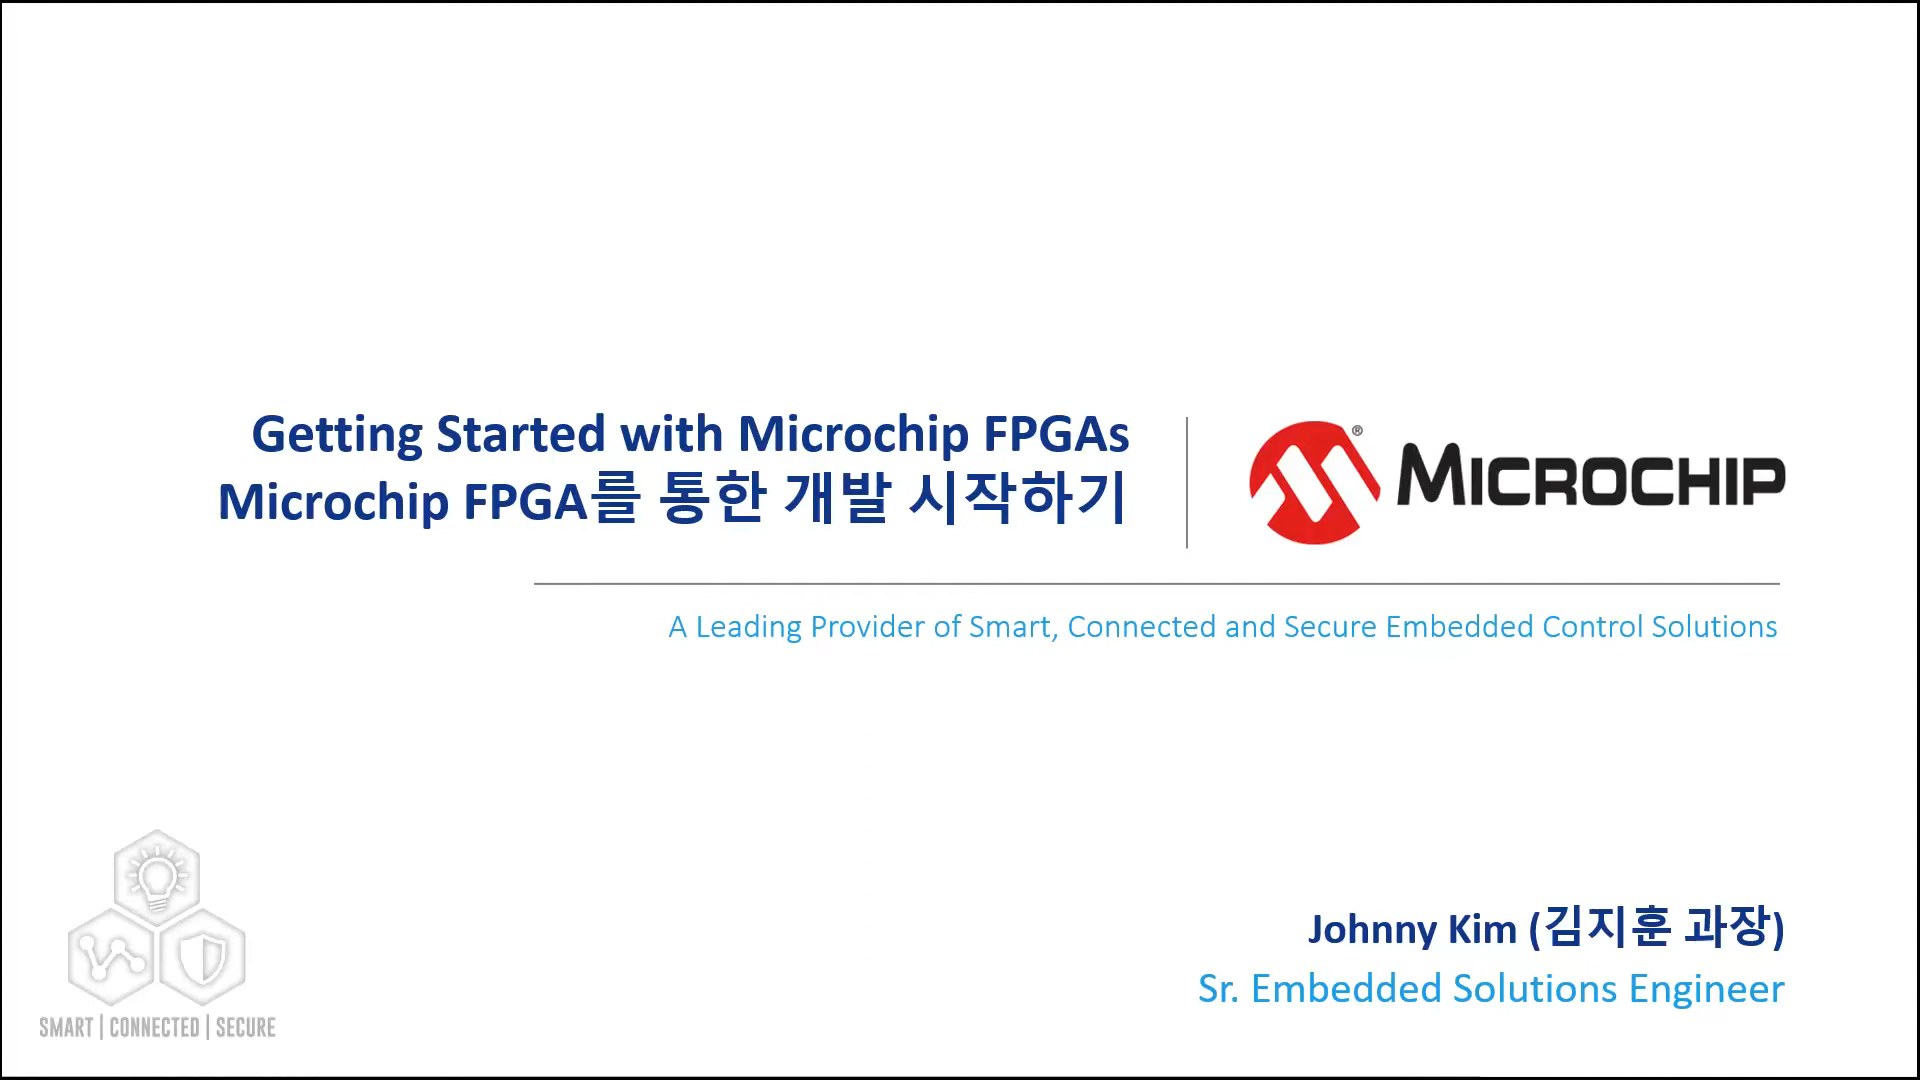 Getting Started with Microchip FPGAs
Microchip FPGA를 통한 개발 시작하기
MICROCHIP ®
A Leading Provider of Smart, Connected and Secure Embedded Control Solutions
Johnny Kim (김지훈 과장)
Sr. Embedded Solutions Engineer
SMART | CONNECTED | SECURE